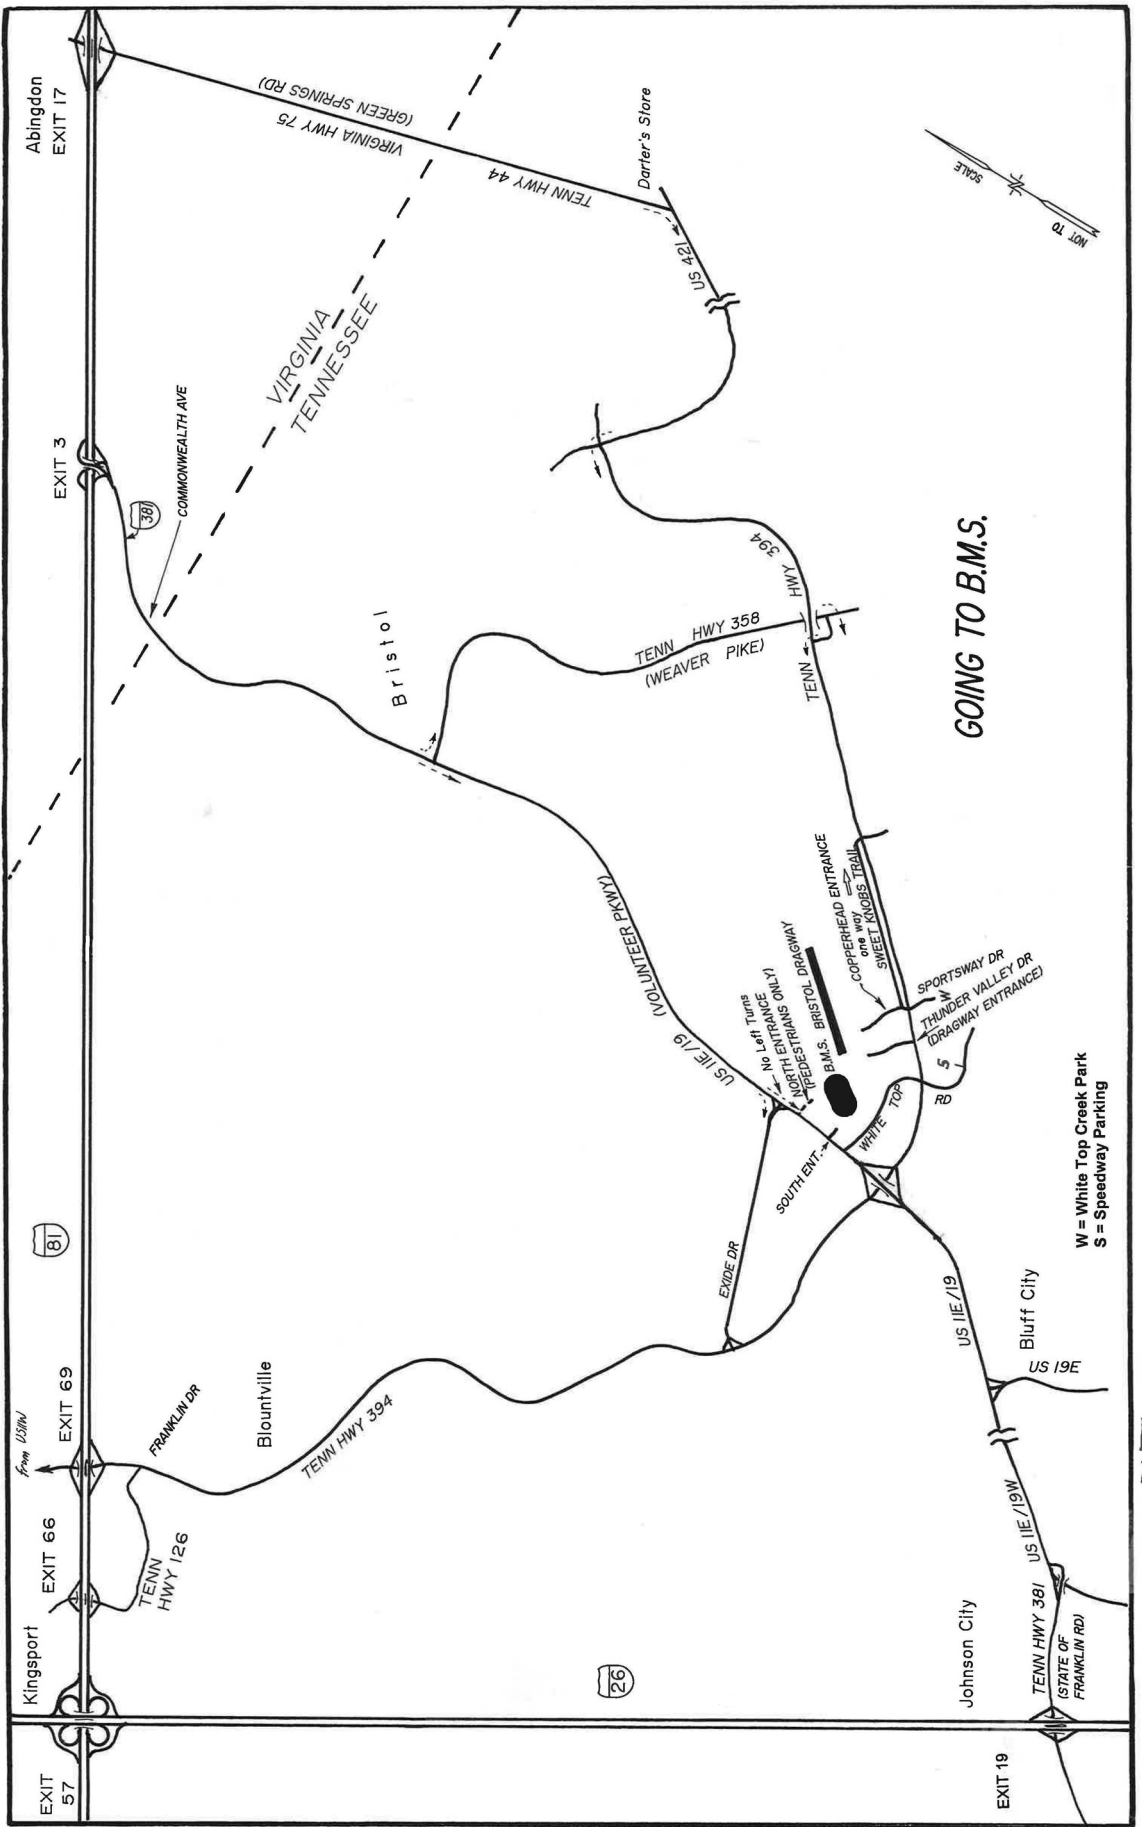 Kingsport
EXIT
57
EXIT 66
from US11W
EXIT 69
81
EXIT 3
Abingdon
EXIT 17
TENN
HWY 126
FRANKLIN DR
Blountville
TENN HWY 394
381
COMMONWEALTH AVE
VIRGINIA
TENNESSEE
(GREEN SPRINGS RD)
VIRGINIA HWY 75
TENN HWY 44
Darter's Store
US 421
Bristol
TENN HWY 358
(WEAVER PIKE)
TENN HWY 394
(VOLUNTEER PKWY)
US 11E/19
No Left Turns
NORTH ENTRANCE
(PEDESTRIANS ONLY)
BRISTOL DRAGWAY
B.M.S.
COPPERHEAD ENTRANCE
one way
SWEET KNOBS TRAIL
SPORTSWAY DR
W
THUNDER VALLEY DR
(DRAGWAY ENTRANCE)
S
WHITE TOP
RD
SOUTH ENT.
EXIDE DR
US 11E/19
Bluff City
US 19E
US 11E/19W
TENN HWY 381
(STATE OF
FRANKLIN RD)
Johnson City
EXIT 19
26
W = White Top Creek Park
S = Speedway Parking
GOING TO B.M.S.
SCALE
N
NOT TO